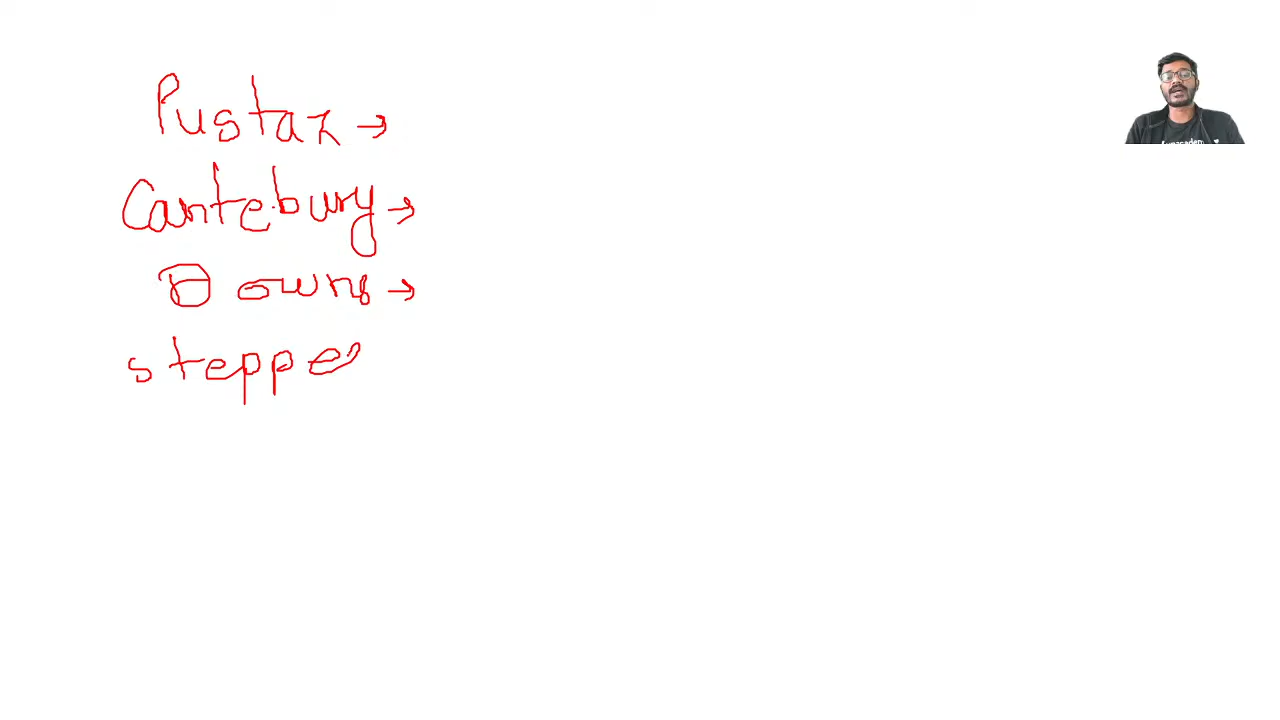 Pustaz →
Cantebury →
Downs →
steppe